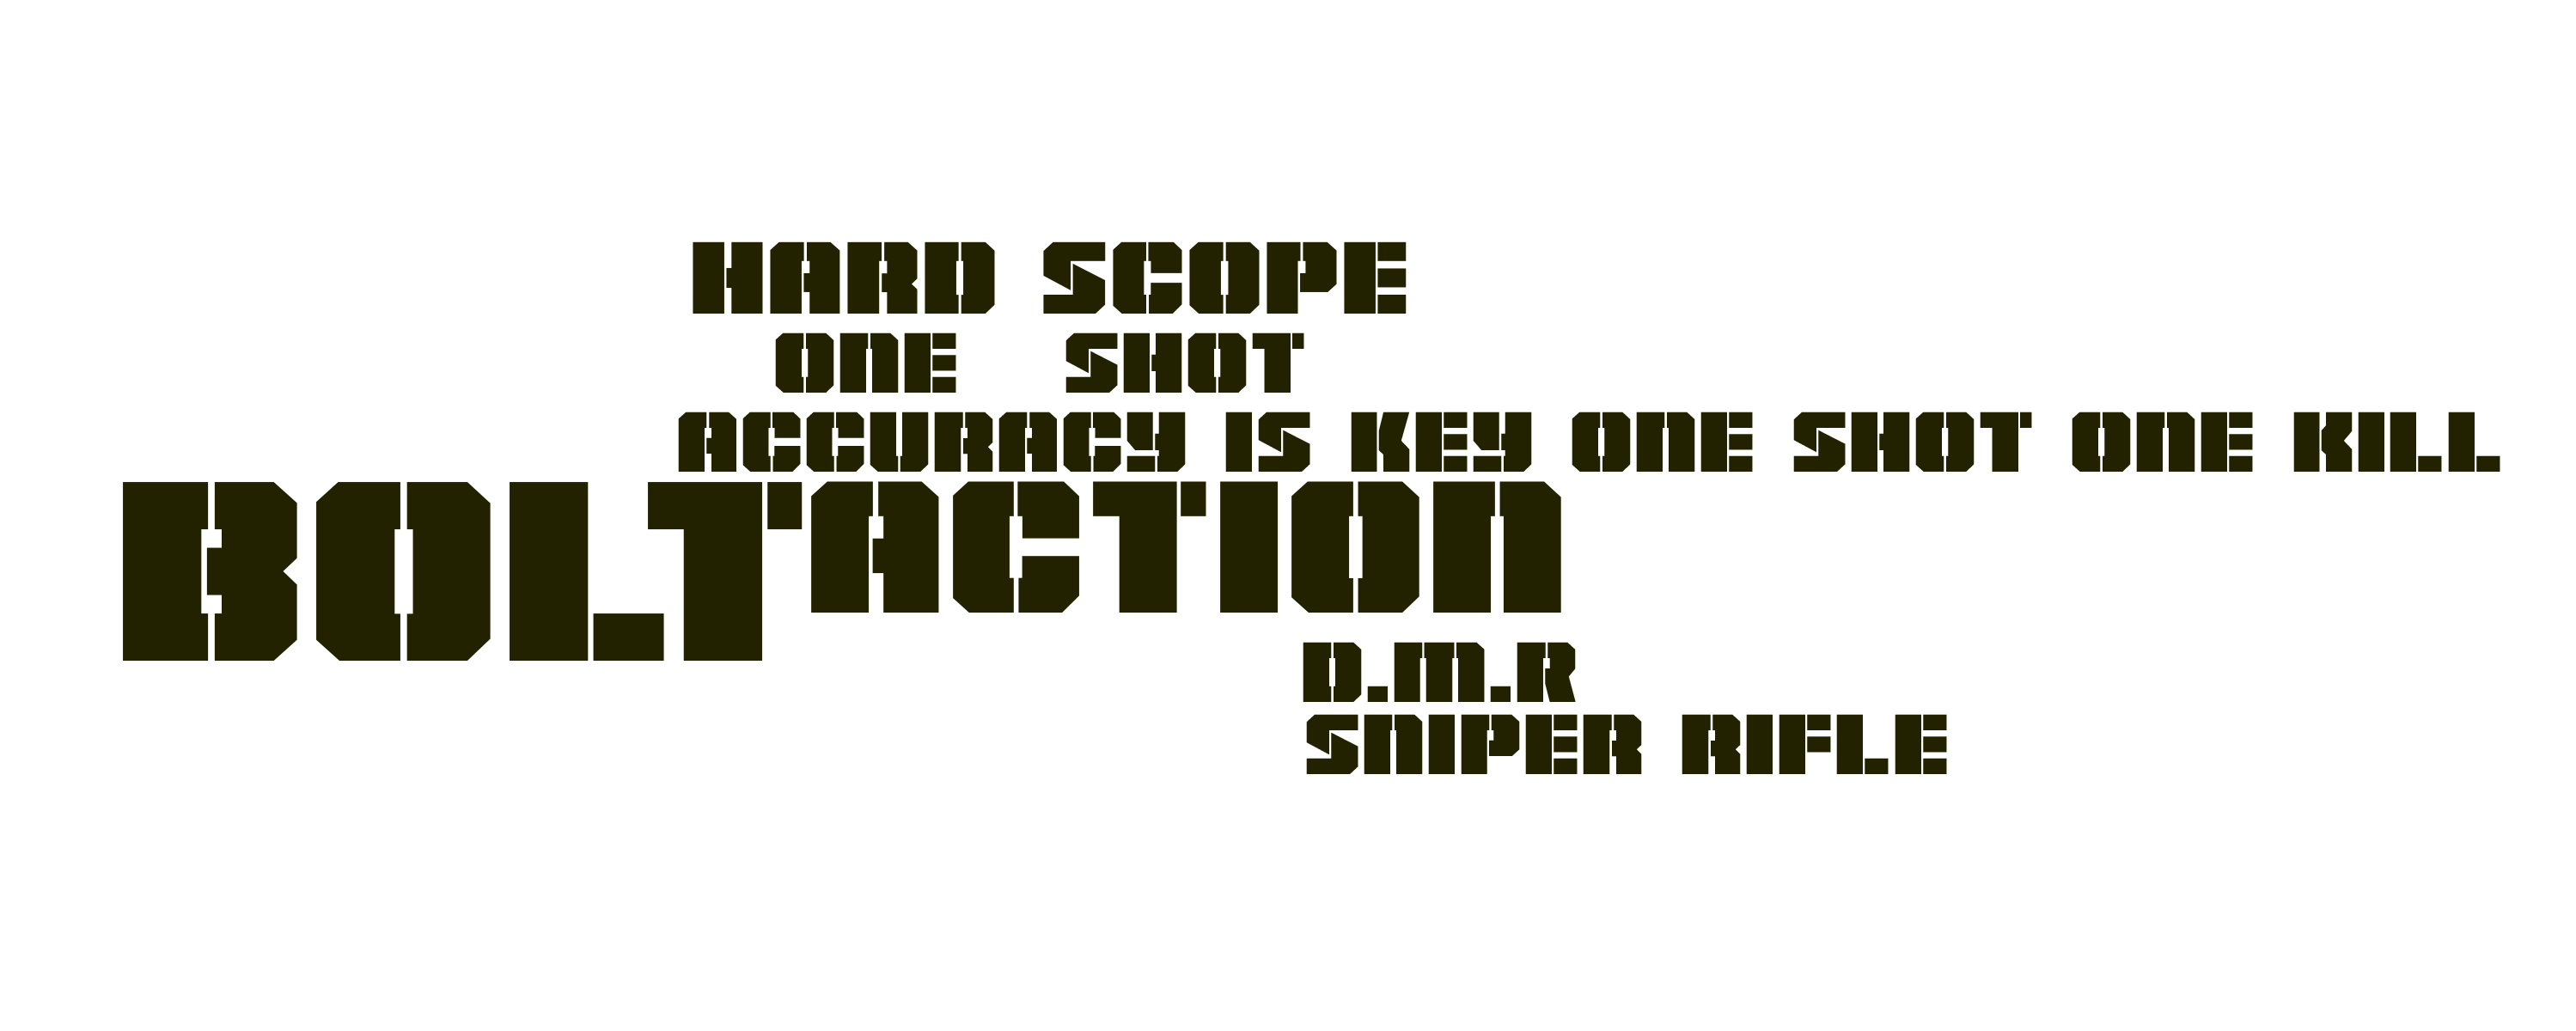 HARD SCOPE
ONE SHOT
ACCURACY IS KEY ONE SHOT ONE KILL
BOLTACTION
D.M.R
SNIPER RIFLE